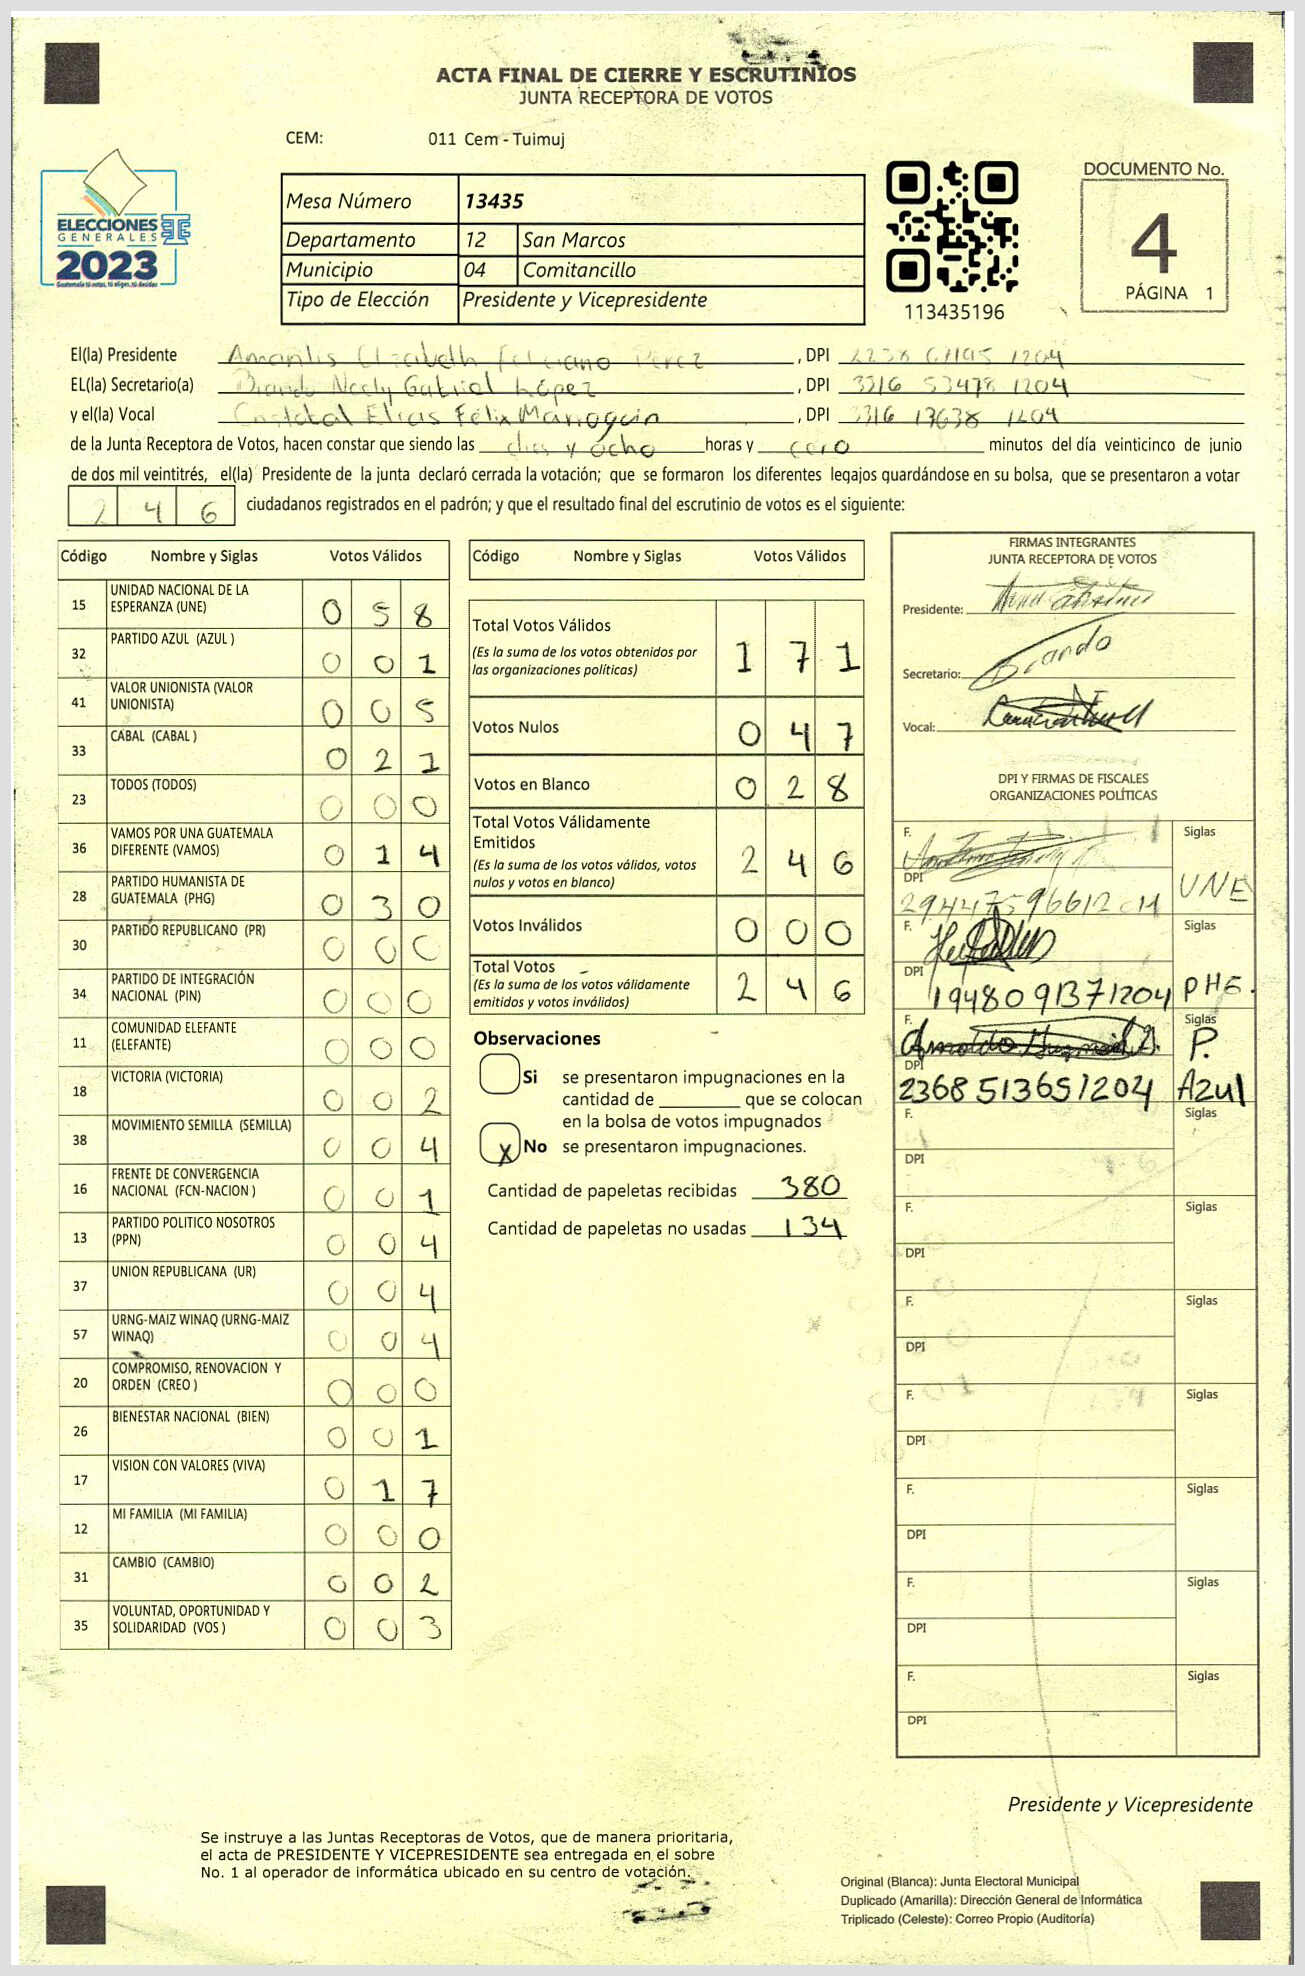 ACTA FINAL DE CIERRE Y ESCRUTINIOS
JUNTA RECEPTORA DE VOTOS
CEM: 011 Cem - Tuimuj
ELECCIONES
GENERALES
2023
Guatemala tú votas, tú eliges, tú decides
Mesa Número 13435
Departamento 12 San Marcos
Municipio 04 Comitancillo
Tipo de Elección Presidente y Vicepresidente
113435196
DOCUMENTO No.
4
PÁGINA 1
El(la) Presidente Amarilis Elizabeth Feliciano Perez, DPI 2238 61195 1204
EL(la) Secretario(a) Brando Neely Gabriel López, DPI 3316 53478 1204
y el(la) Vocal Cristobal Elias Félix Marroquin, DPI 3316 13638 1204
de la Junta Receptora de Votos, hacen constar que siendo las dies y ocho horas y cero minutos del día veinticinco de junio
de dos mil veintitrés, el(la) Presidente de la junta declaró cerrada la votación; que se formaron los diferentes legajos guardándose en su bolsa, que se presentaron a votar
2 4 6 ciudadanos registrados en el padrón; y que el resultado final del escrutinio de votos es el siguiente:
Código Nombre y Siglas Votos Válidos
15 UNIDAD NACIONAL DE LA ESPERANZA (UNE) 0 5 8
32 PARTIDO AZUL (AZUL ) 0 0 1
41 VALOR UNIONISTA (VALOR UNIONISTA) 0 0 5
33 CABAL (CABAL ) 0 2 1
23 TODOS (TODOS) 0 0 0
36 VAMOS POR UNA GUATEMALA DIFERENTE (VAMOS) 0 1 4
28 PARTIDO HUMANISTA DE GUATEMALA (PHG) 0 3 0
30 PARTIDO REPUBLICANO (PR) 0 0 0
34 PARTIDO DE INTEGRACIÓN NACIONAL (PIN) 0 0 0
11 COMUNIDAD ELEFANTE (ELEFANTE) 0 0 0
18 VICTORIA (VICTORIA) 0 0 2
38 MOVIMIENTO SEMILLA (SEMILLA) 0 0 4
16 FRENTE DE CONVERGENCIA NACIONAL (FCN-NACION ) 0 0 1
13 PARTIDO POLITICO NOSOTROS (PPN) 0 0 4
37 UNION REPUBLICANA (UR) 0 0 4
57 URNG-MAIZ WINAQ (URNG-MAIZ WINAQ) 0 0 4
20 COMPROMISO, RENOVACION Y ORDEN (CREO ) 0 0 0
26 BIENESTAR NACIONAL (BIEN) 0 0 1
17 VISION CON VALORES (VIVA) 0 1 7
12 MI FAMILIA (MI FAMILIA) 0 0 0
31 CAMBIO (CAMBIO) 0 0 2
35 VOLUNTAD, OPORTUNIDAD Y SOLIDARIDAD (VOS ) 0 0 3
Código Nombre y Siglas Votos Válidos
Total Votos Válidos 1 7 1
(Es la suma de los votos obtenidos por
las organizaciones políticas)
Votos Nulos 0 4 7
Votos en Blanco 0 2 8
Total Votos Válidamente
Emitidos 2 4 6
(Es la suma de los votos válidos, votos
nulos y votos en blanco)
Votos Inválidos 0 0 0
Total Votos 2 4 6
(Es la suma de los votos válidamente
emitidos y votos inválidos)
Observaciones
Si se presentaron impugnaciones en la
cantidad de ________ que se colocan
en la bolsa de votos impugnados
x No se presentaron impugnaciones.
Cantidad de papeletas recibidas 380
Cantidad de papeletas no usadas 134
FIRMAS INTEGRANTES
JUNTA RECEPTORA DE VOTOS
Presidente:
Secretario: Brando
Vocal:
DPI Y FIRMAS DE FISCALES
ORGANIZACIONES POLÍTICAS
F. Siglas
UNE
DPI
F. Siglas
DPI 1948091371204 PHG.
F. Siglas
P.
DPI 2368513651204 Azul
F. Siglas
DPI
F. Siglas
DPI
F. Siglas
DPI
F. Siglas
DPI
F. Siglas
DPI
F. Siglas
DPI
F. Siglas
DPI
Presidente y Vicepresidente
Se instruye a las Juntas Receptoras de Votos, que de manera prioritaria,
el acta de PRESIDENTE Y VICEPRESIDENTE sea entregada en el sobre
No. 1 al operador de informática ubicado en su centro de votación.
Original (Blanca): Junta Electoral Municipal
Duplicado (Amarilla): Dirección General de Informática
Triplicado (Celeste): Correo Propio (Auditoría)